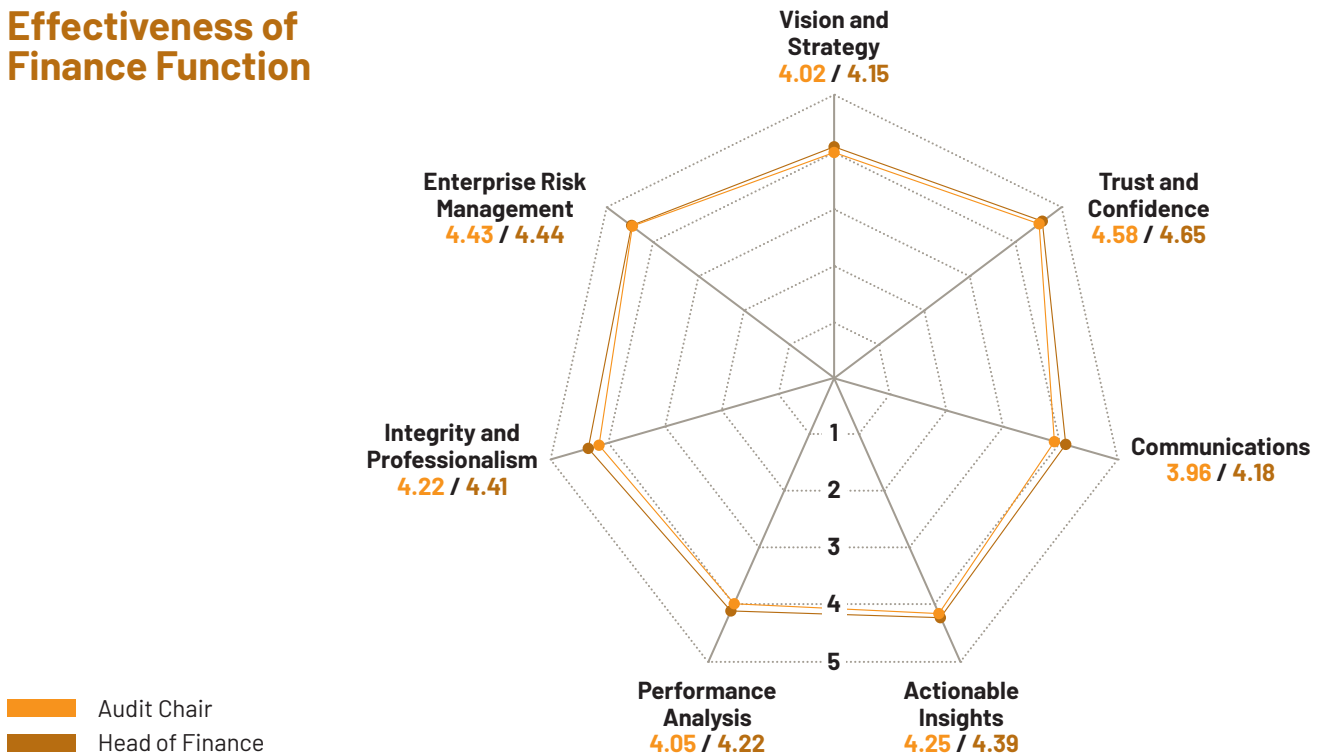 Effectiveness of
Finance Function
Vision and
Strategy
4.02 / 4.15
Trust and
Confidence
4.58 / 4.65
Communications
3.96 / 4.18
Actionable
Insights
4.25 / 4.39
Performance
Analysis
4.05 / 4.22
Integrity and
Professionalism
4.22 / 4.41
Enterprise Risk
Management
4.43 / 4.44
1
2
3
4
5
Audit Chair
Head of Finance